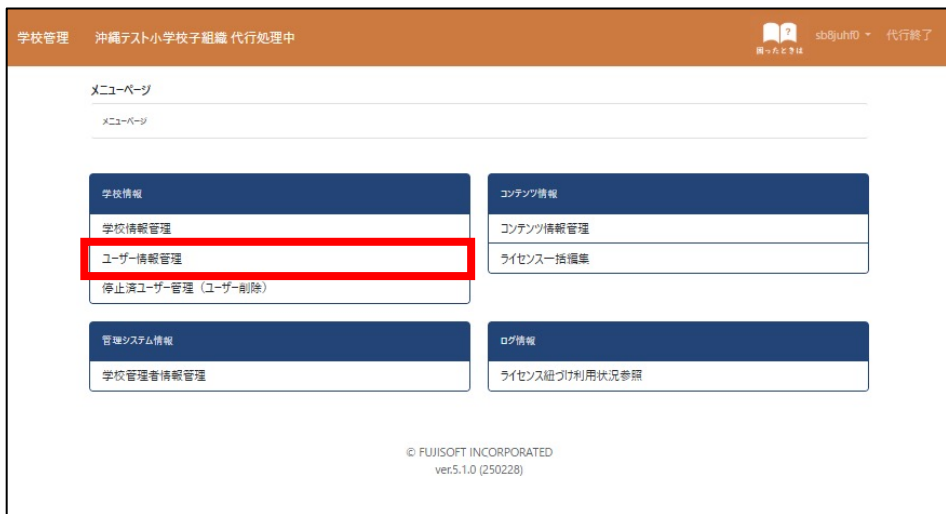 学校管理 沖縄テスト小学校子組織 代行処理中
?
困ったときは
sb8juhf0 代行終了
メニューページ
メニューページ
学校情報
学校情報管理
ユーザー情報管理
停止済ユーザー管理（ユーザー削除）
コンテンツ情報
コンテンツ情報管理
ライセンス一括編集
管理システム情報
学校管理者情報管理
ログ情報
ライセンス紐づけ利用状況参照
© FUJISOFT INCORPORATED
ver.5.1.0 (250228)